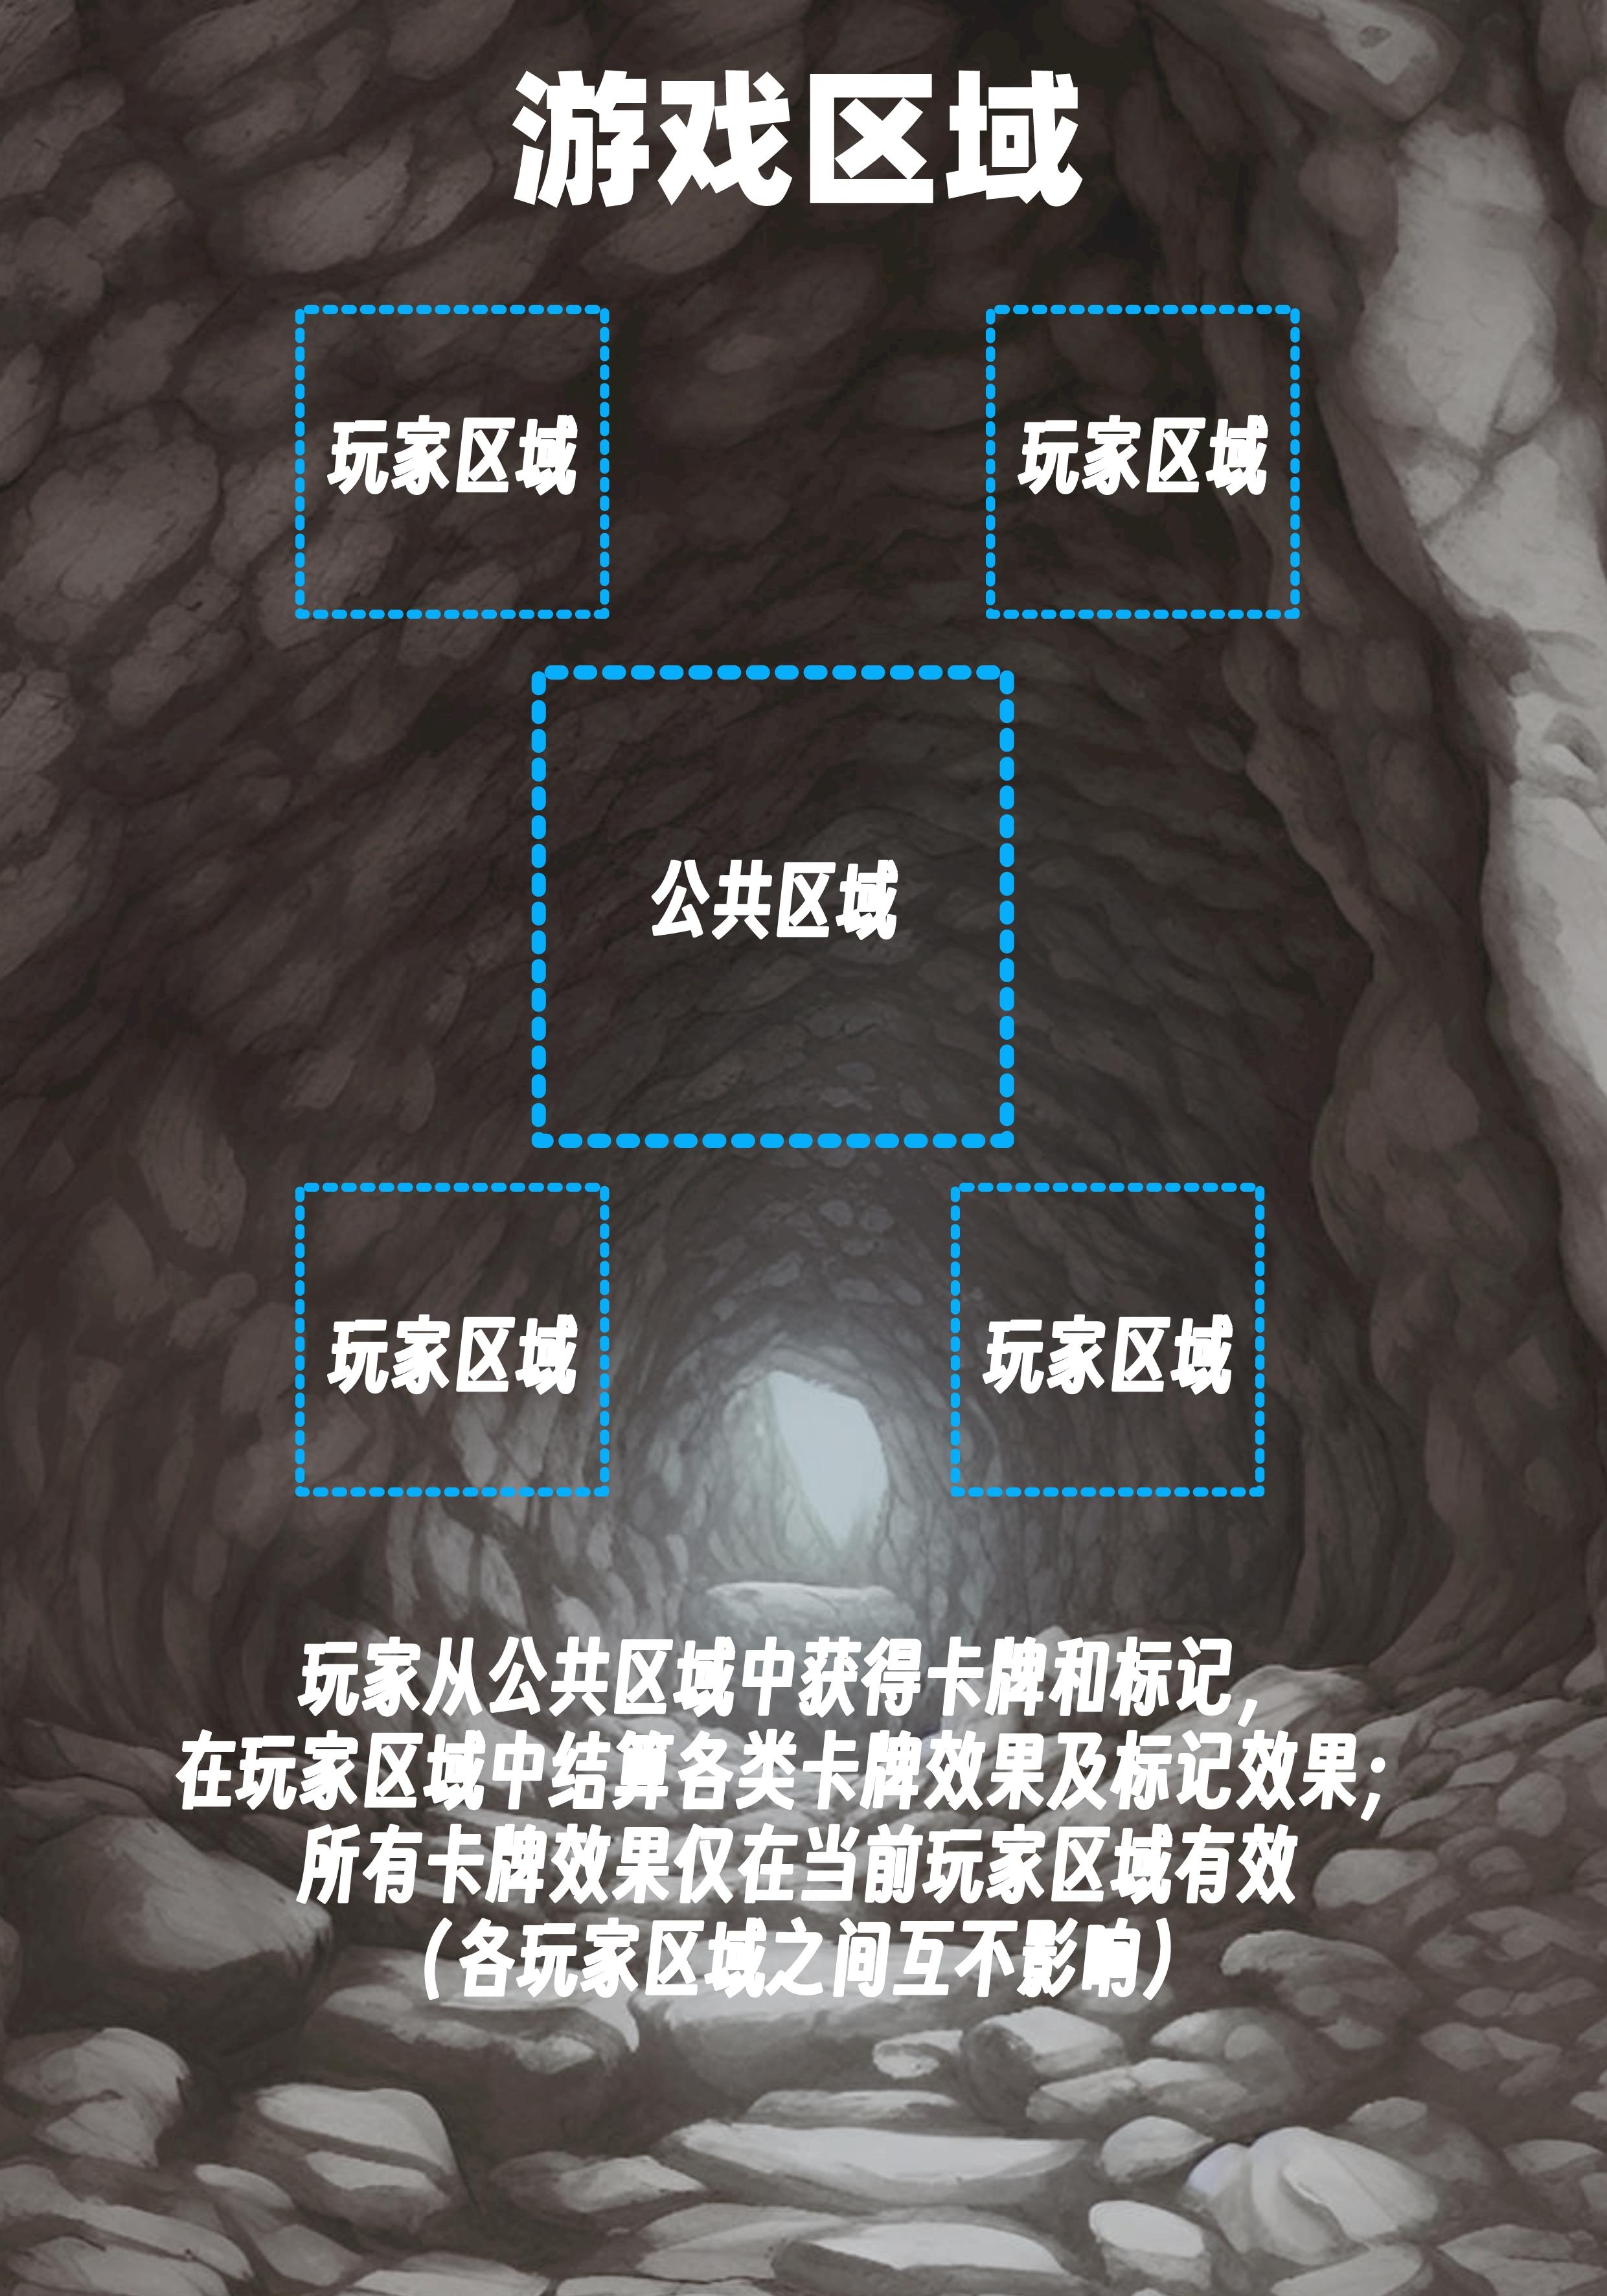 游戏区域
玩家区域
玩家区域
公共区域
玩家区域
玩家区域
玩家从公共区域中获得卡牌和标记，
在玩家区域中结算各类卡牌效果及标记效果；
所有卡牌效果仅在当前玩家区域有效
（各玩家区域之间互不影响）